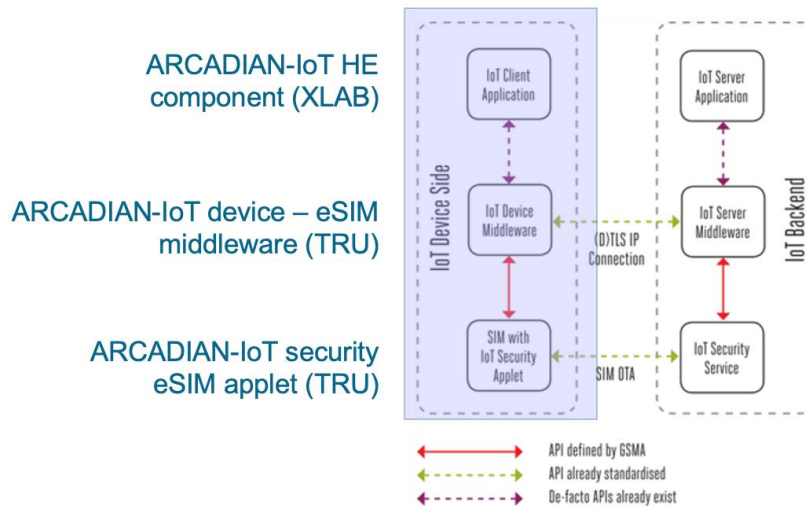 ARCADIAN-IoT HE
component (XLAB)
IoT Client
Application
IoT Server
Application
ARCADIAN-IoT device – eSIM
middleware (TRU)
IoT Device Side
IoT Device
Middleware
(D)TLS IP
Connection
IoT Server
Middleware
IoT Backend
ARCADIAN-IoT security
eSIM applet (TRU)
SIM with
IoT Security
Applet
SIM OTA
IoT Security
Service
API defined by GSMA
API already standardised
De-facto APIs already exist